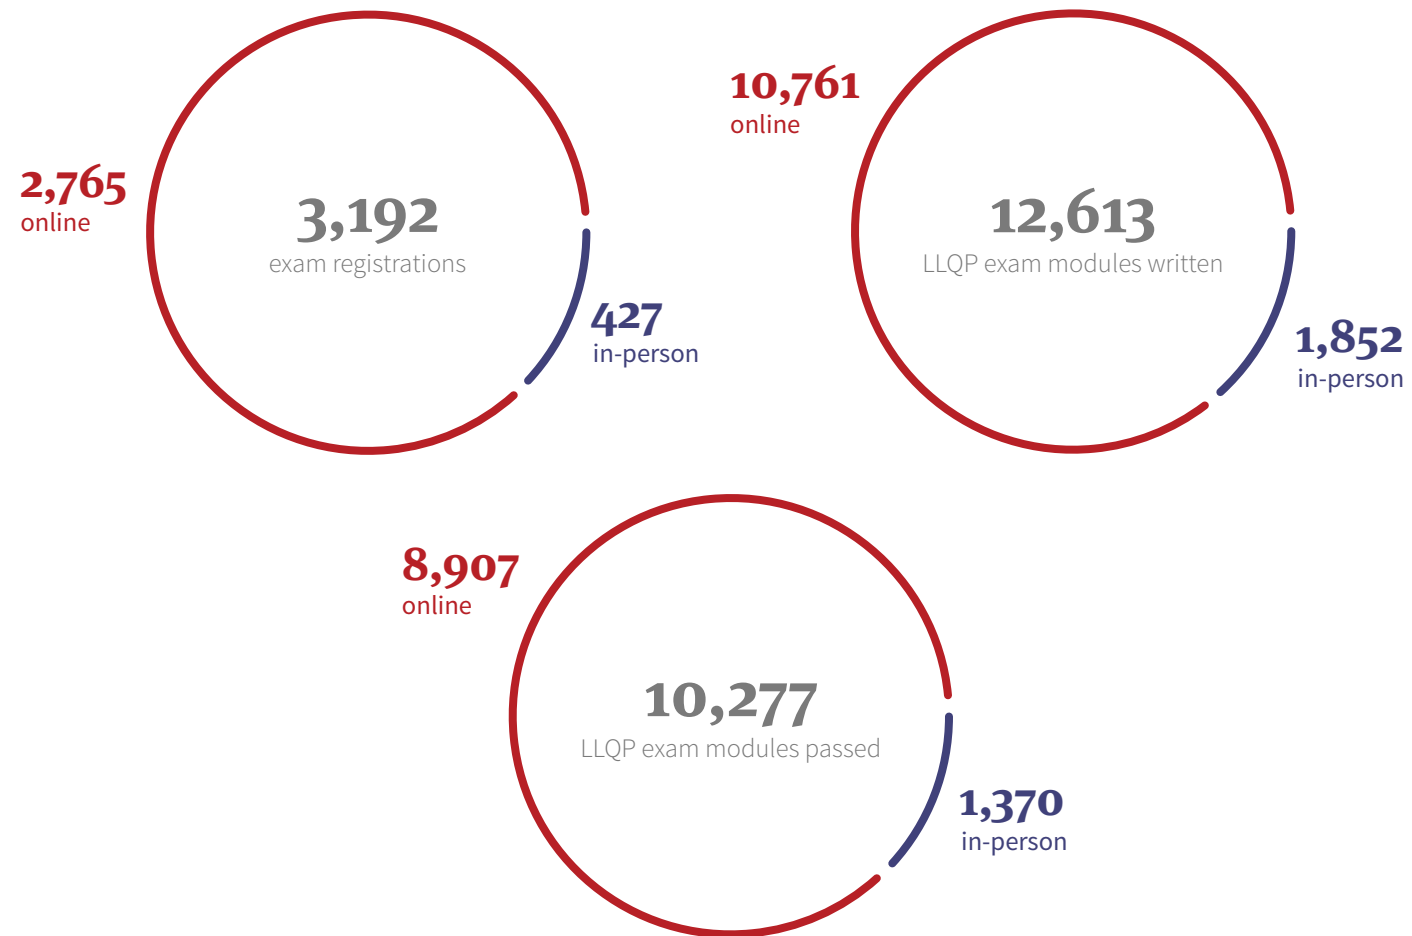 2,765
online
3,192
exam registrations
427
in-person
10,761
online
12,613
LLQP exam modules written
1,852
in-person
8,907
online
10,277
LLQP exam modules passed
1,370
in-person